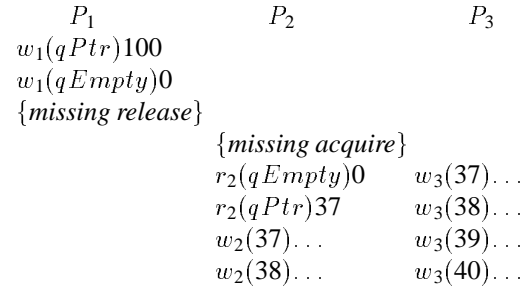 P₁ P₂ P₃
w₁(qPtr)100
w₁(qEmpty)0
{missing release}
{missing acquire}
r₂(qEmpty)0 w₃(37)...
r₂(qPtr)37 w₃(38)...
w₂(37)... w₃(39)...
w₂(38)... w₃(40)...